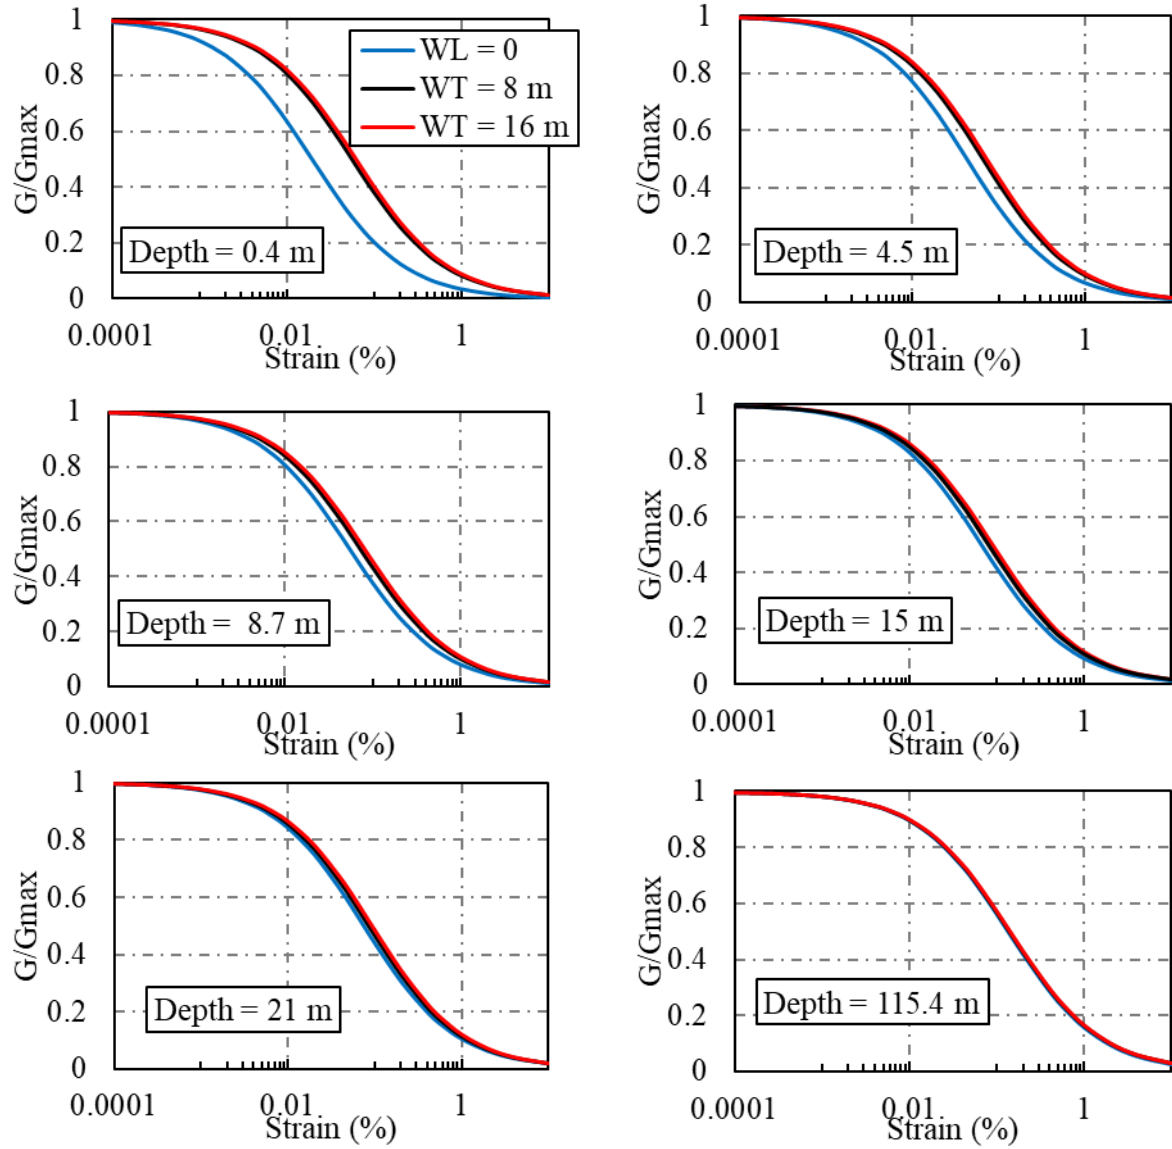 1
0.8
0.6
0.4
0.2
0
G/Gmax
WL = 0
WT = 8 m
WT = 16 m
Depth = 0.4 m
0.0001
0.01
1
Strain (%)
1
0.8
0.6
0.4
0.2
0
G/Gmax
Depth = 4.5 m
0.0001
0.01
1
Strain (%)
1
0.8
0.6
0.4
0.2
0
G/Gmax
Depth =  8.7 m
0.0001
0.01
1
Strain (%)
1
0.8
0.6
0.4
0.2
0
G/Gmax
Depth = 15 m
0.0001
0.01
1
Strain (%)
1
0.8
0.6
0.4
0.2
0
G/Gmax
Depth = 21 m
0.0001
0.01
1
Strain (%)
1
0.8
0.6
0.4
0.2
0
G/Gmax
Depth = 115.4 m
0.0001
0.01
1
Strain (%)